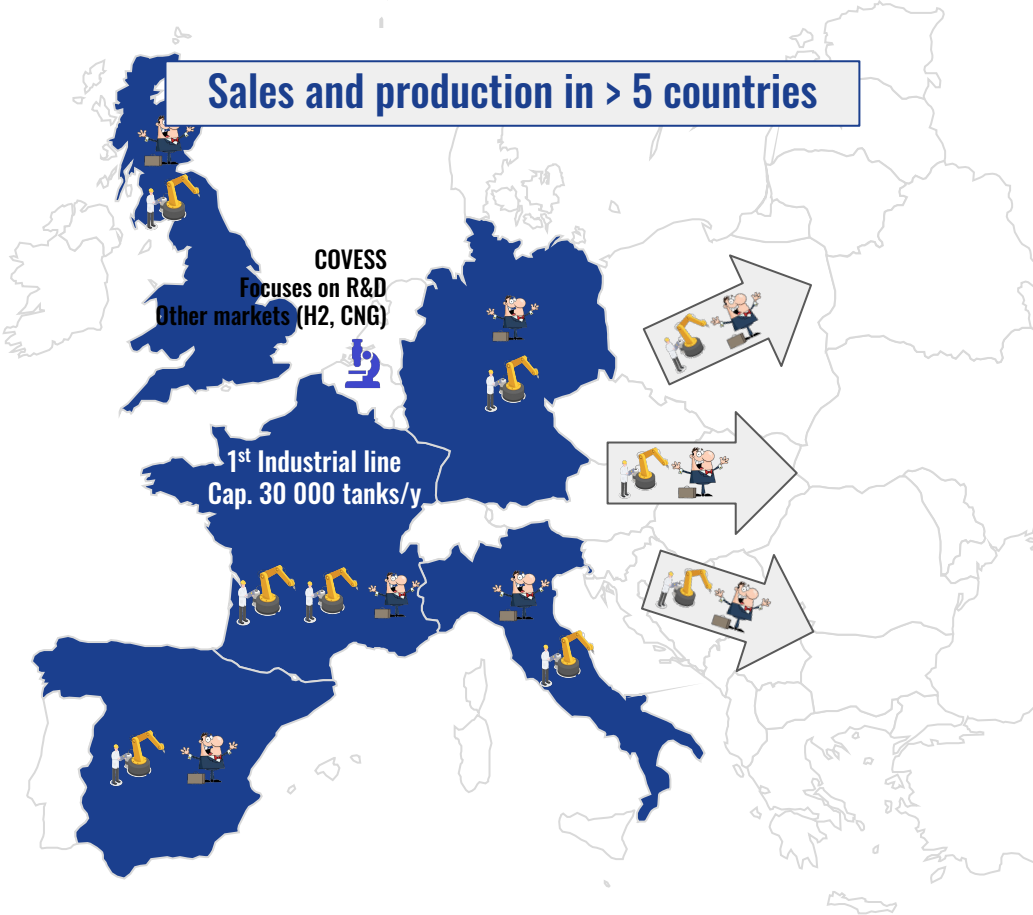 Sales and production in > 5 countries
COVESS
Focuses on R&D
Other markets (H2, CNG)
1st Industrial line
Cap. 30 000 tanks/y